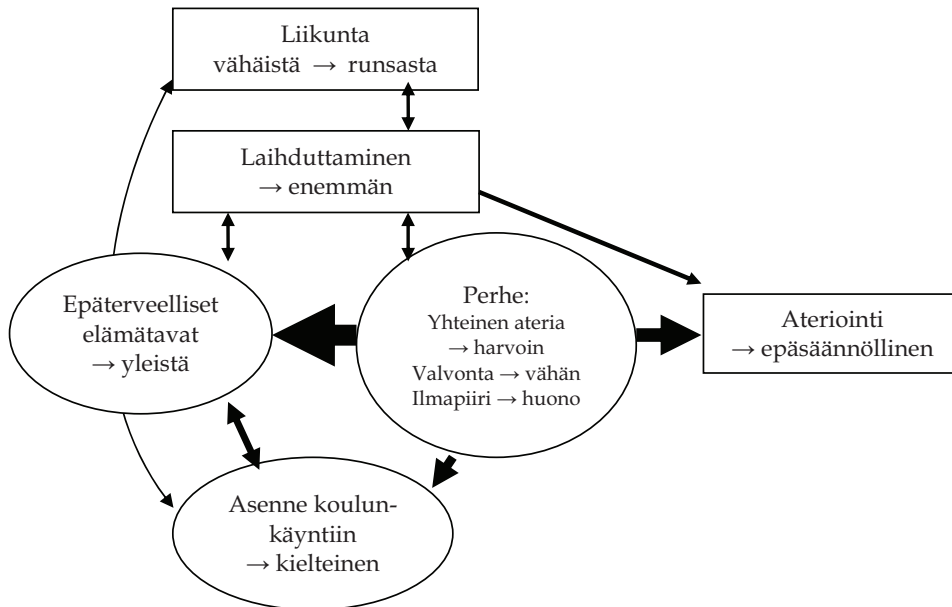 Liikunta
vähäistä → runsasta
Laihduttaminen
→ enemmän
Epäterveelliset
elämätavat
→ yleistä
Perhe:
Yhteinen ateria
→ harvoin
Valvonta → vähän
Ilmapiiri → huono
Ateriointi
→ epäsäännöllinen
Asenne koulun-
käyntiin
→ kielteinen